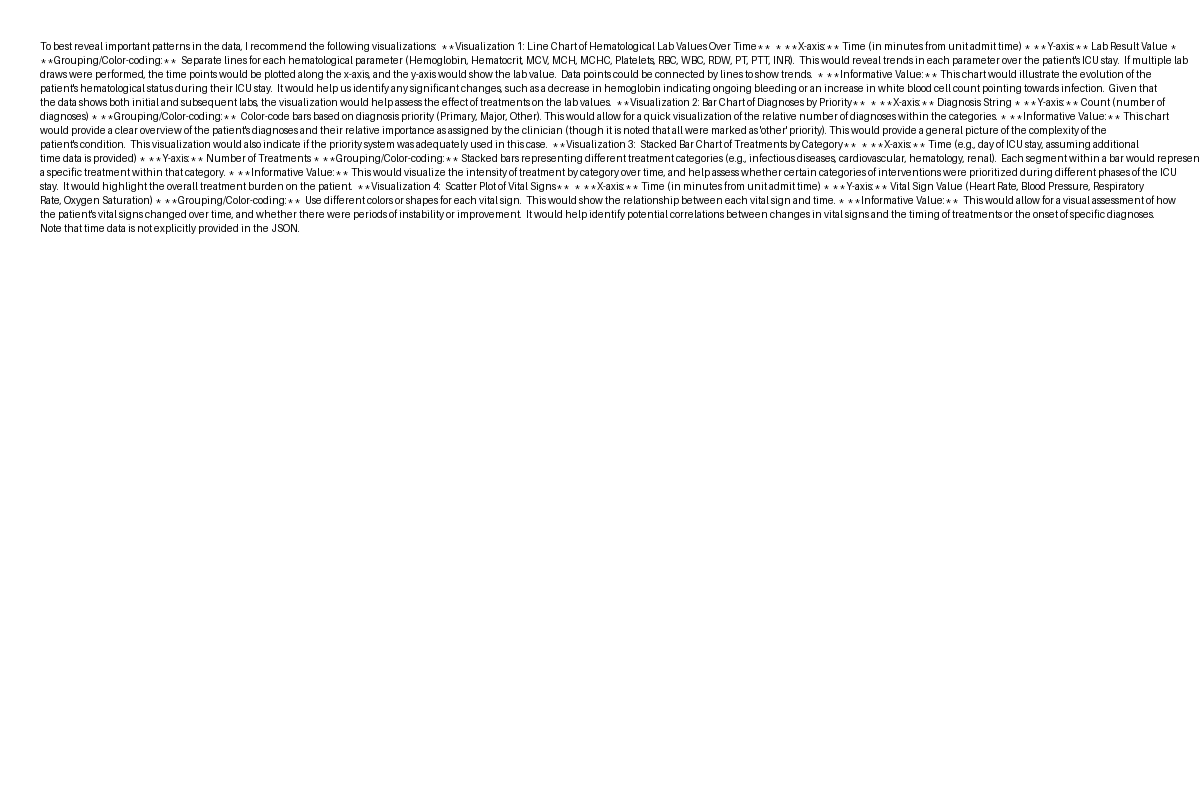 To best reveal important patterns in the data, I recommend the following visualizations:  **Visualization 1: Line Chart of Hematological Lab Values Over Time**  * **X-axis:** Time (in minutes from unit admit time) * **Y-axis:** Lab Result Value *
**Grouping/Color-coding:**  Separate lines for each hematological parameter (Hemoglobin, Hematocrit, MCV, MCH, MCHC, Platelets, RBC, WBC, RDW, PT, PTT, INR).  This would reveal trends in each parameter over the patient's ICU stay.  If multiple lab
draws were performed, the time points would be plotted along the x-axis, and the y-axis would show the lab value.  Data points could be connected by lines to show trends.  * **Informative Value:** This chart would illustrate the evolution of the
patient's hematological status during their ICU stay.  It would help us identify any significant changes, such as a decrease in hemoglobin indicating ongoing bleeding or an increase in white blood cell count pointing towards infection.  Given that
the data shows both initial and subsequent labs, the visualization would help assess the effect of treatments on the lab values.  **Visualization 2: Bar Chart of Diagnoses by Priority**  * **X-axis:** Diagnosis String * **Y-axis:** Count (number of
diagnoses) * **Grouping/Color-coding:**  Color-code bars based on diagnosis priority (Primary, Major, Other). This would allow for a quick visualization of the relative number of diagnoses within the categories. * **Informative Value:** This chart
would provide a clear overview of the patient's diagnoses and their relative importance as assigned by the clinician (though it is noted that all were marked as 'other' priority). This would provide a general picture of the complexity of the
patient's condition.  This visualization would also indicate if the priority system was adequately used in this case.  **Visualization 3:  Stacked Bar Chart of Treatments by Category**  * **X-axis:** Time (e.g., day of ICU stay, assuming additional
time data is provided) * **Y-axis:** Number of Treatments * **Grouping/Color-coding:** Stacked bars representing different treatment categories (e.g., infectious diseases, cardiovascular, hematology, renal).  Each segment within a bar would represen
a specific treatment within that category. * **Informative Value:** This would visualize the intensity of treatment by category over time, and help assess whether certain categories of interventions were prioritized during different phases of the ICU
stay.  It would highlight the overall treatment burden on the patient.  **Visualization 4:  Scatter Plot of Vital Signs**  * **X-axis:** Time (in minutes from unit admit time) * **Y-axis:** Vital Sign Value (Heart Rate, Blood Pressure, Respiratory
Rate, Oxygen Saturation) * **Grouping/Color-coding:**  Use different colors or shapes for each vital sign.  This would show the relationship between each vital sign and time. * **Informative Value:**  This would allow for a visual assessment of how
the patient's vital signs changed over time, and whether there were periods of instability or improvement.  It would help identify potential correlations between changes in vital signs and the timing of treatments or the onset of specific diagnoses.
Note that time data is not explicitly provided in the JSON.